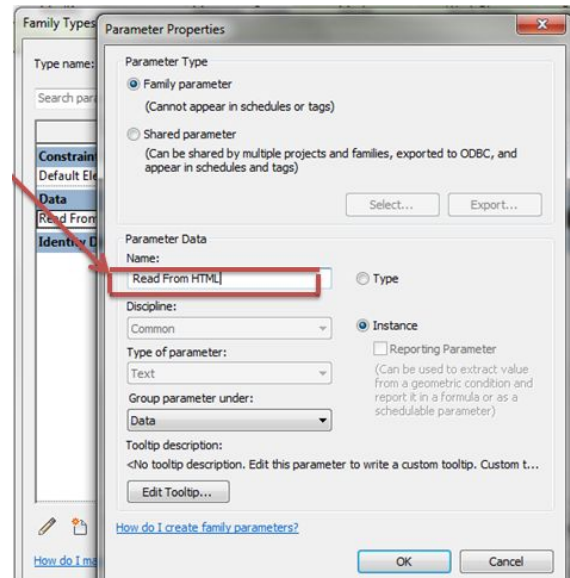 Family Types
Parameter Properties
Type name:
Search para
Constrain
Default Ele
Data
Read From
Identity D
How do I ma
Parameter Type
Family parameter
(Cannot appear in schedules or tags)
Shared parameter
(Can be shared by multiple projects and families, exported to ODBC, and
appear in schedules and tags)
Select...
Export...
Parameter Data
Name:
Read From HTML
Type
Discipline:
Common
Instance
Type of parameter:
Text
Reporting Parameter
(Can be used to extract value
from a geometric condition and
report it in a formula or as a
schedulable parameter)
Group parameter under:
Data
Tooltip description:
<No tooltip description. Edit this parameter to write a custom tooltip. Custom t...
Edit Tooltip...
How do I create family parameters?
OK
Cancel